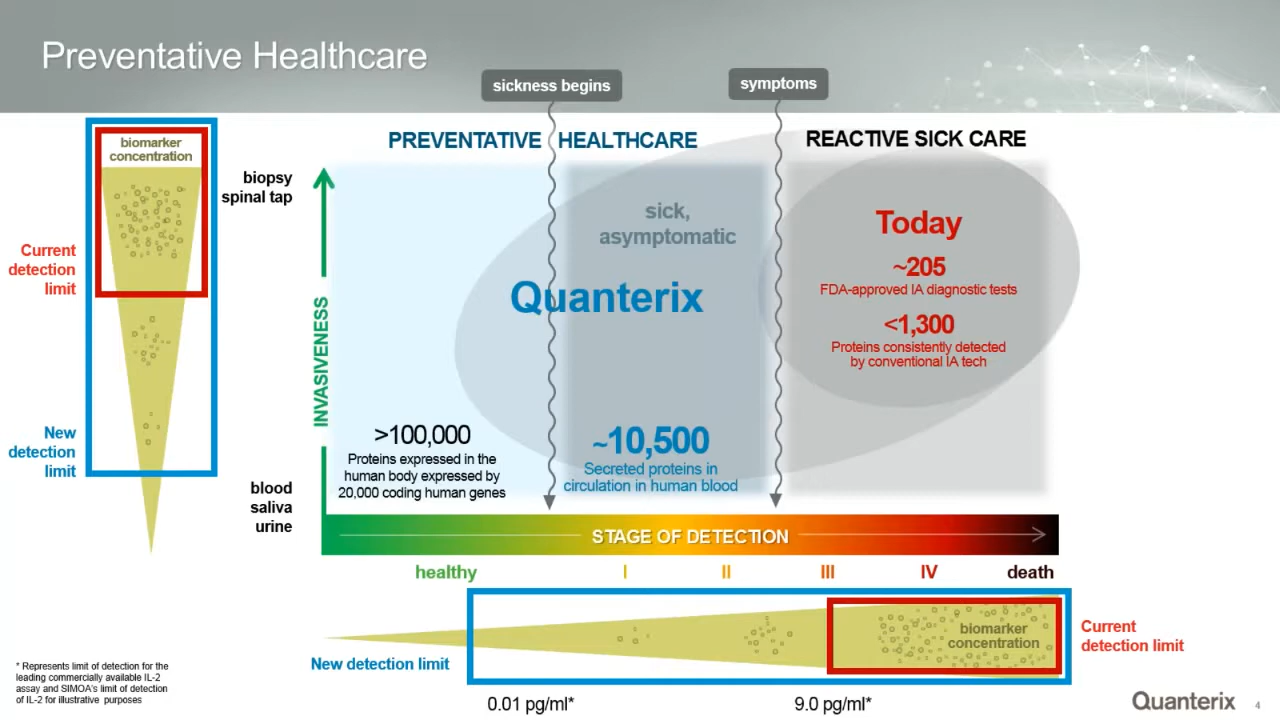 Preventative Healthcare
sickness begins
symptoms
PREVENTATIVE HEALTHCARE
REACTIVE SICK CARE
biomarker
concentration
Current
detection
limit
New
detection
limit
biopsy
spinal tap
INVASIVENESS
blood
saliva
urine
sick,
asymptomatic
Quanterix
Today
~205
FDA-approved IA diagnostic tests
<1,300
Proteins consistently detected
by conventional IA tech
>100,000
Proteins expressed in the
human body expressed by
20,000 coding human genes
~10,500
Secreted proteins in
circulation in human blood
STAGE OF DETECTION
healthy
I
II
III
IV
death
biomarker
concentration
Current
detection limit
New detection limit
0.01 pg/ml*
9.0 pg/ml*
* Represents limit of detection for the
leading commercially available IL-2
assay and SIMOA's limit of detection
of IL-2 for illustrative purposes
Quanterix
4